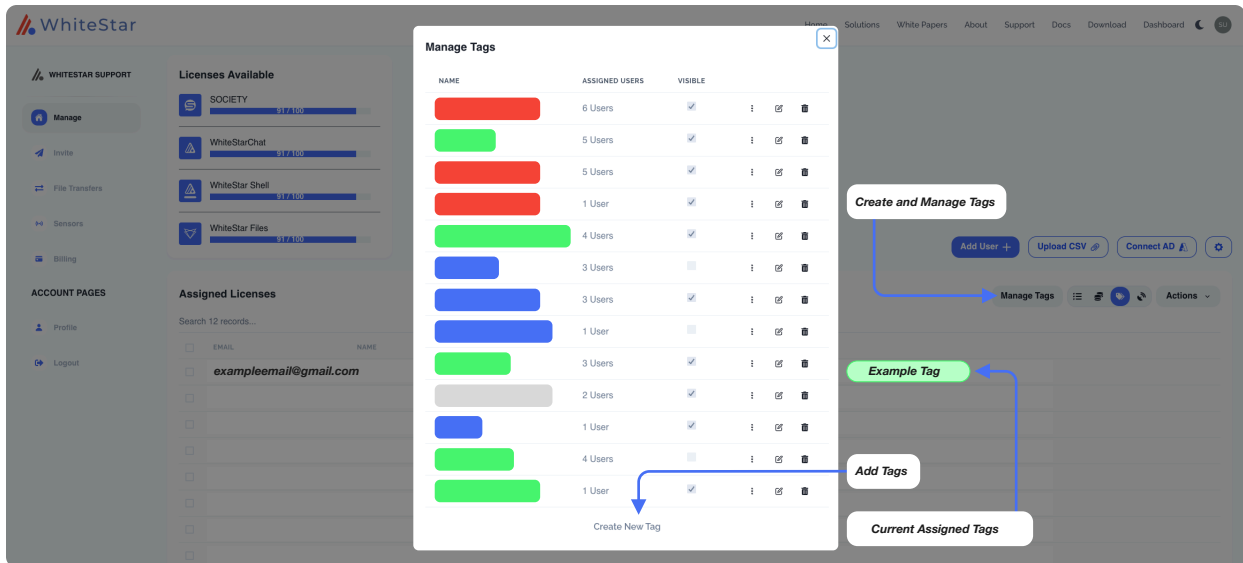 WhiteStar
Home Solutions White Papers About Support Docs Download Dashboard SU
WHITESTAR SUPPORT
Manage
Invite
File Transfers
Sensors
Billing
ACCOUNT PAGES
Profile
Logout
Licenses Available
SOCIETY
91 / 100
WhiteStarChat
91 / 100
WhiteStar Shell
91 / 100
WhiteStar Files
91 / 100
Assigned Licenses
Search 12 records...
EMAIL NAME
exampleemail@gmail.com
Manage Tags
NAME ASSIGNED USERS VISIBLE
6 Users
5 Users
5 Users
1 User
4 Users
3 Users
3 Users
1 User
3 Users
2 Users
1 User
4 Users
1 User
Create New Tag
Create and Manage Tags
Add User + Upload CSV Connect AD
Manage Tags Actions
Example Tag
Add Tags
Current Assigned Tags